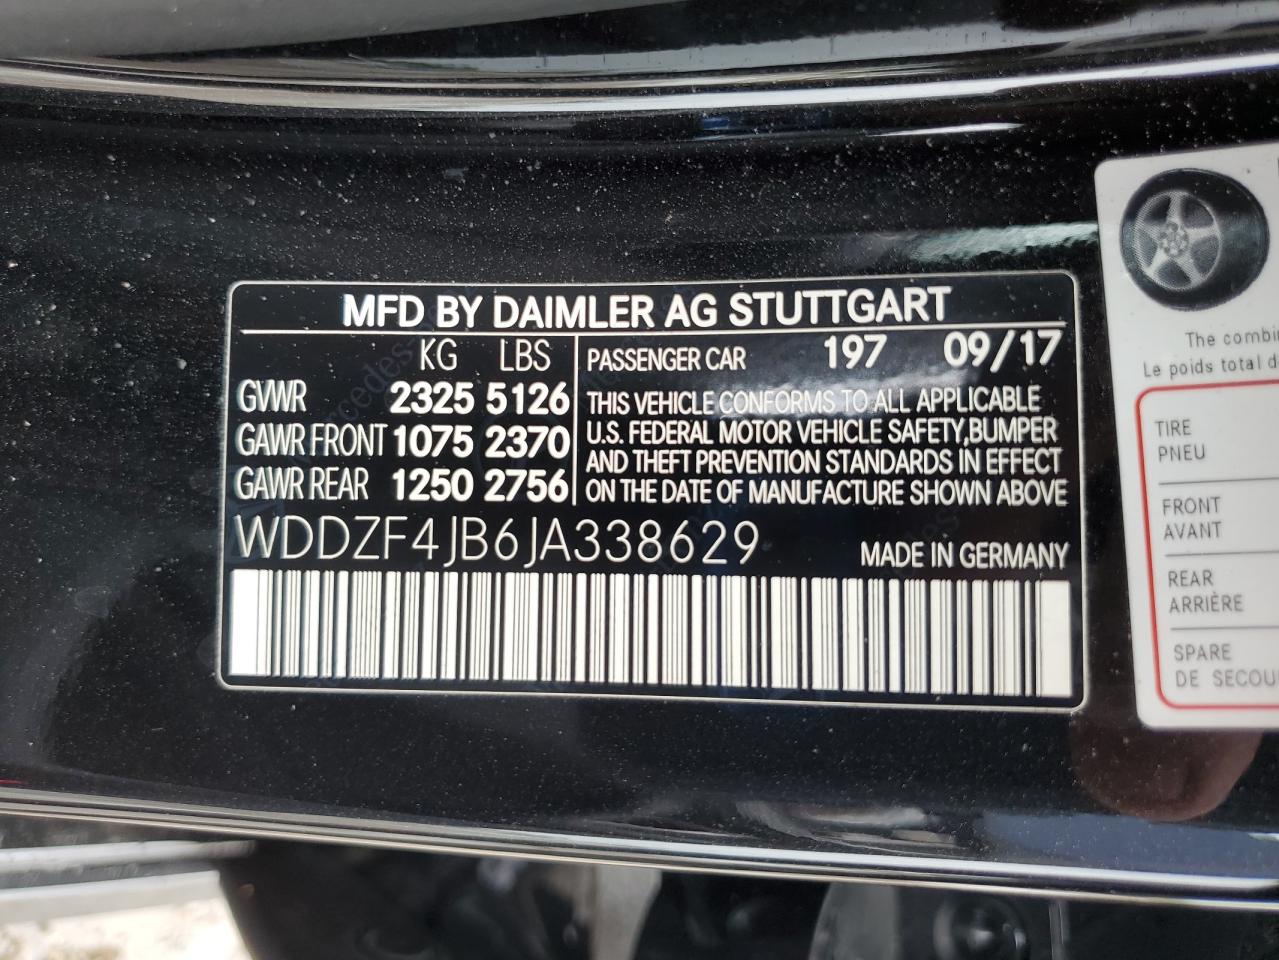 MFD BY DAIMLER AG STUTTGART
KG LBS
GVWR 2325 5126
GAWR FRONT 1075 2370
GAWR REAR 1250 2756
PASSENGER CAR 197 09/17
THIS VEHICLE CONFORMS TO ALL APPLICABLE
U.S. FEDERAL MOTOR VEHICLE SAFETY, BUMPER
AND THEFT PREVENTION STANDARDS IN EFFECT
ON THE DATE OF MANUFACTURE SHOWN ABOVE
WDDZF4JB6JA338629
MADE IN GERMANY
The combi
Le poids total d
TIRE
PNEU
FRONT
AVANT
REAR
ARRIÈRE
SPARE
DE SECOU